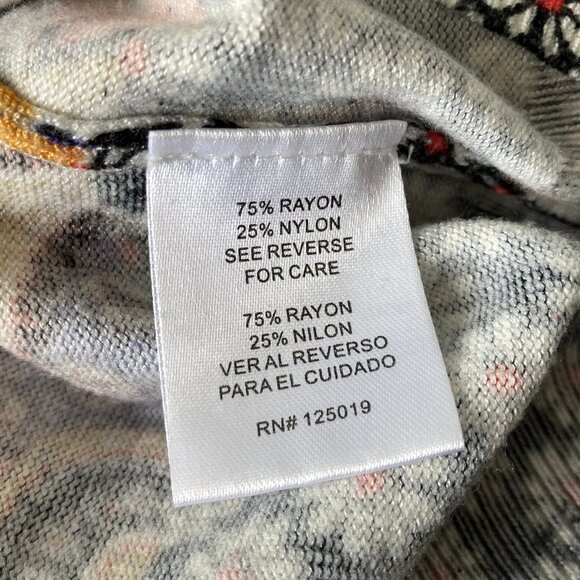 75% RAYON
25% NYLON
SEE REVERSE
FOR CARE
75% RAYON
25% NILON
VER AL REVERSO
PARA EL CUIDADO
RN# 125019